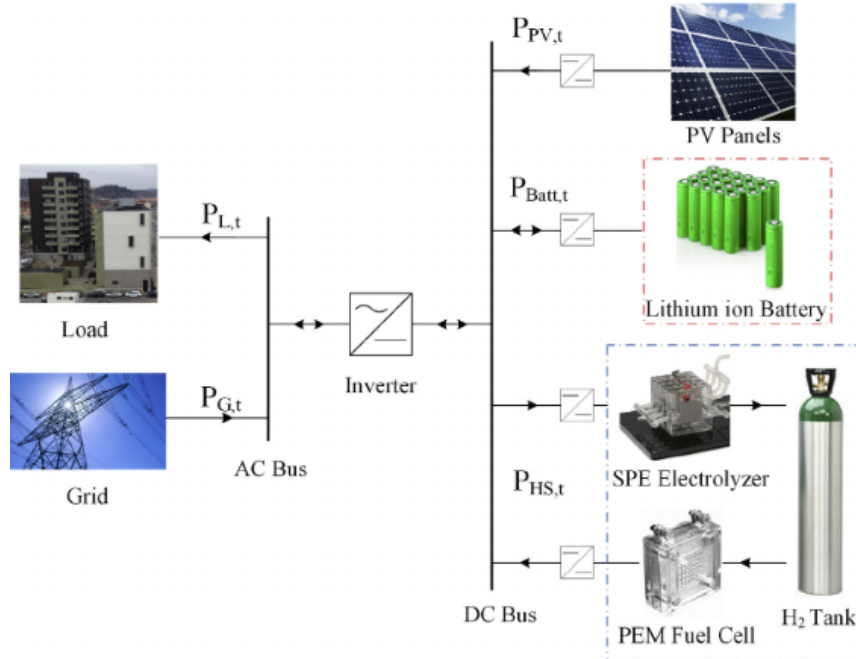 P_PV,t
PV Panels
P_L,t
P_Batt,t
Load
Lithium ion Battery
Inverter
P_G,t
AC Bus
Grid
SPE Electrolyzer
P_HS,t
DC Bus
PEM Fuel Cell
H₂ Tank